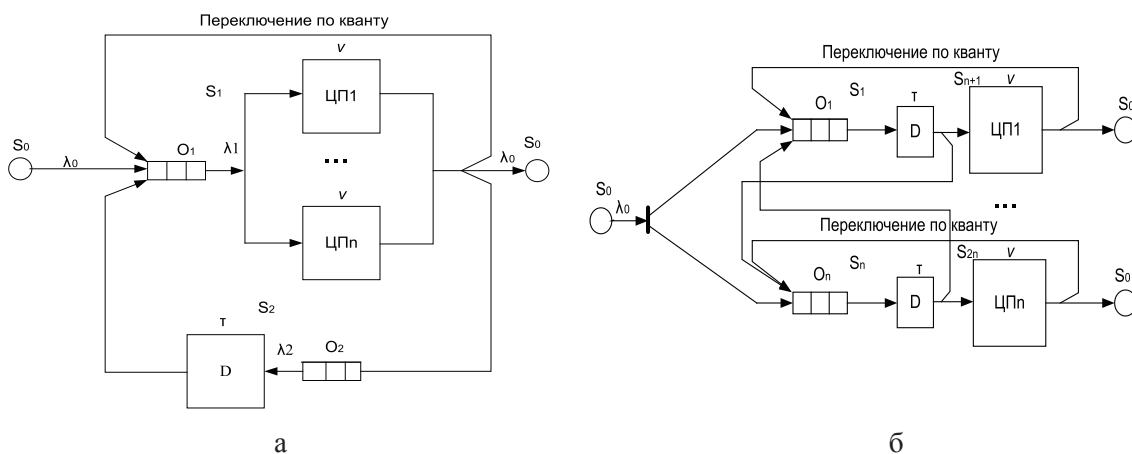 Переключение по кванту
ν
S₁
ЦП1
S₀
λ₀
O₁
λ1
...
S₀
λ₀
ν
ЦПn
S₂
τ
D
λ2
O₂
а
Переключение по кванту
ν
Sₙ₊₁
S₁
τ
O₁
D
ЦП1
S₀
S₀
λ₀
...
Переключение по кванту
ν
S₂ₙ
Sₙ
τ
Oₙ
D
ЦПn
S₀
б